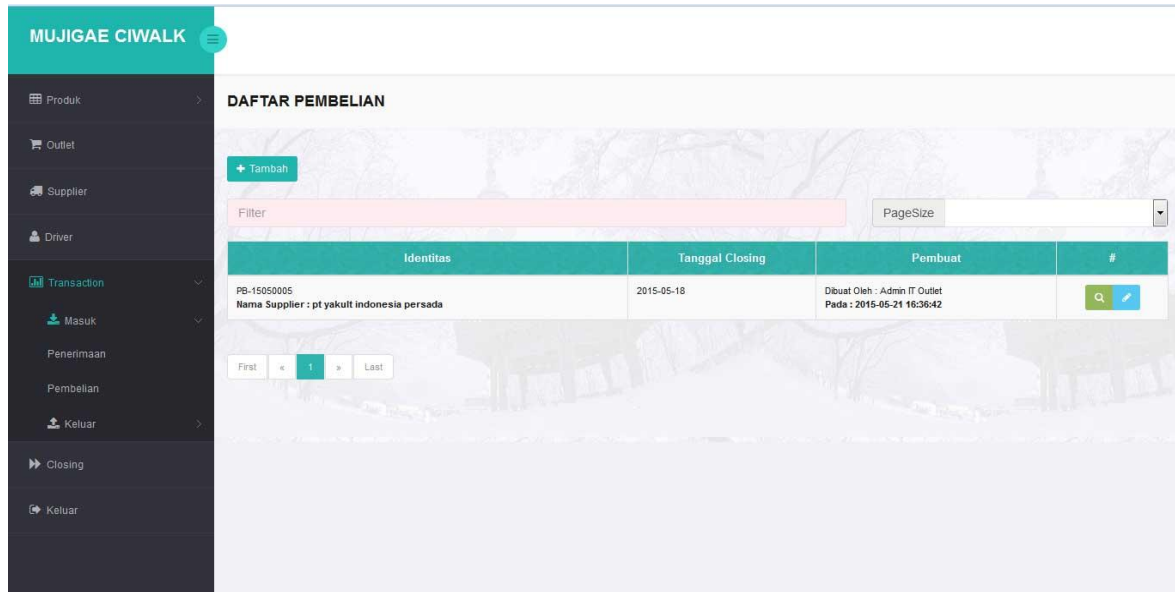 MUJIGAE CIWALK
Produk
Outlet
Supplier
Driver
Transaction
Masuk
Penerimaan
Pembelian
Keluar
Closing
Keluar
DAFTAR PEMBELIAN
+ Tambah
Filter
PageSize
Identitas Tanggal Closing Pembuat #
PB-15050005 2015-05-18 Dibuat Oleh : Admin IT Outlet
Nama Supplier : pt yakult indonesia persada Pada : 2015-05-21 16:36:42
First « 1 » Last